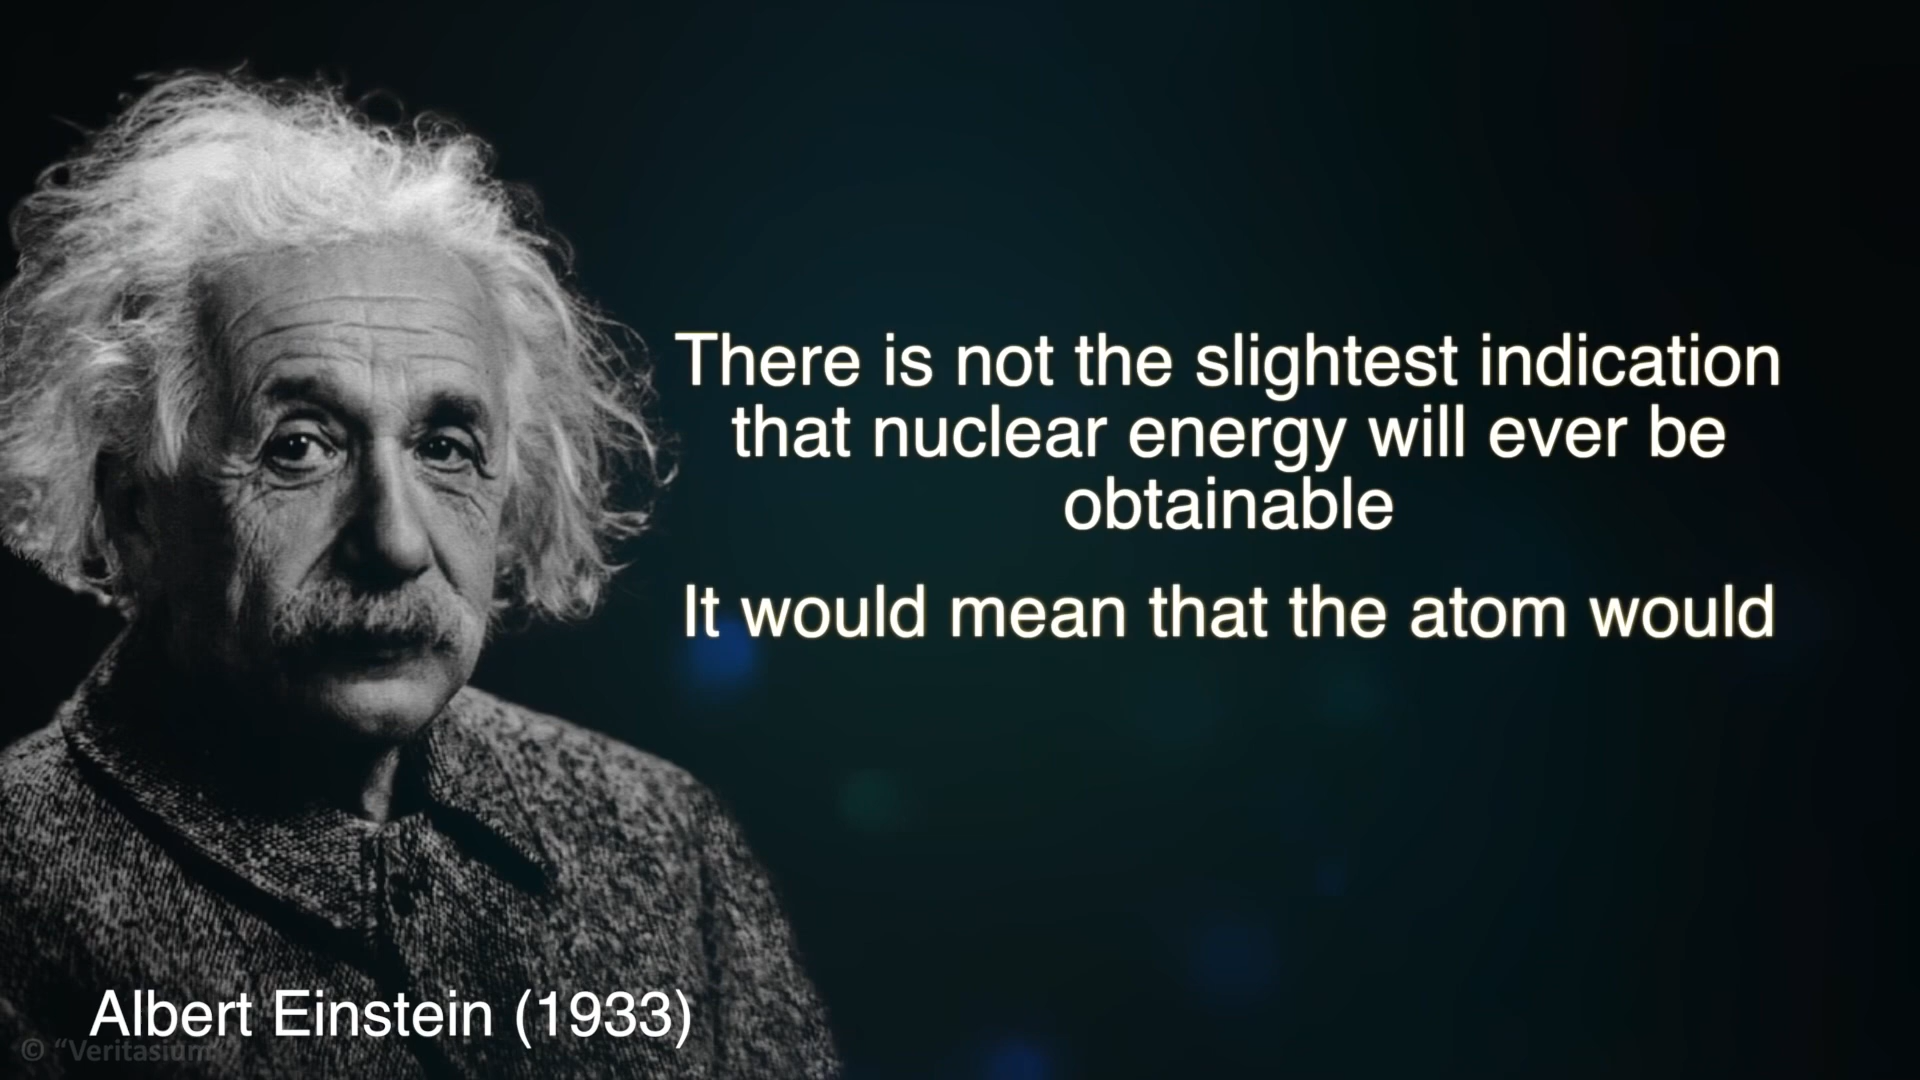 There is not the slightest indication
that nuclear energy will ever be
obtainable
It would mean that the atom would
Albert Einstein (1933)
© “Veritasium”